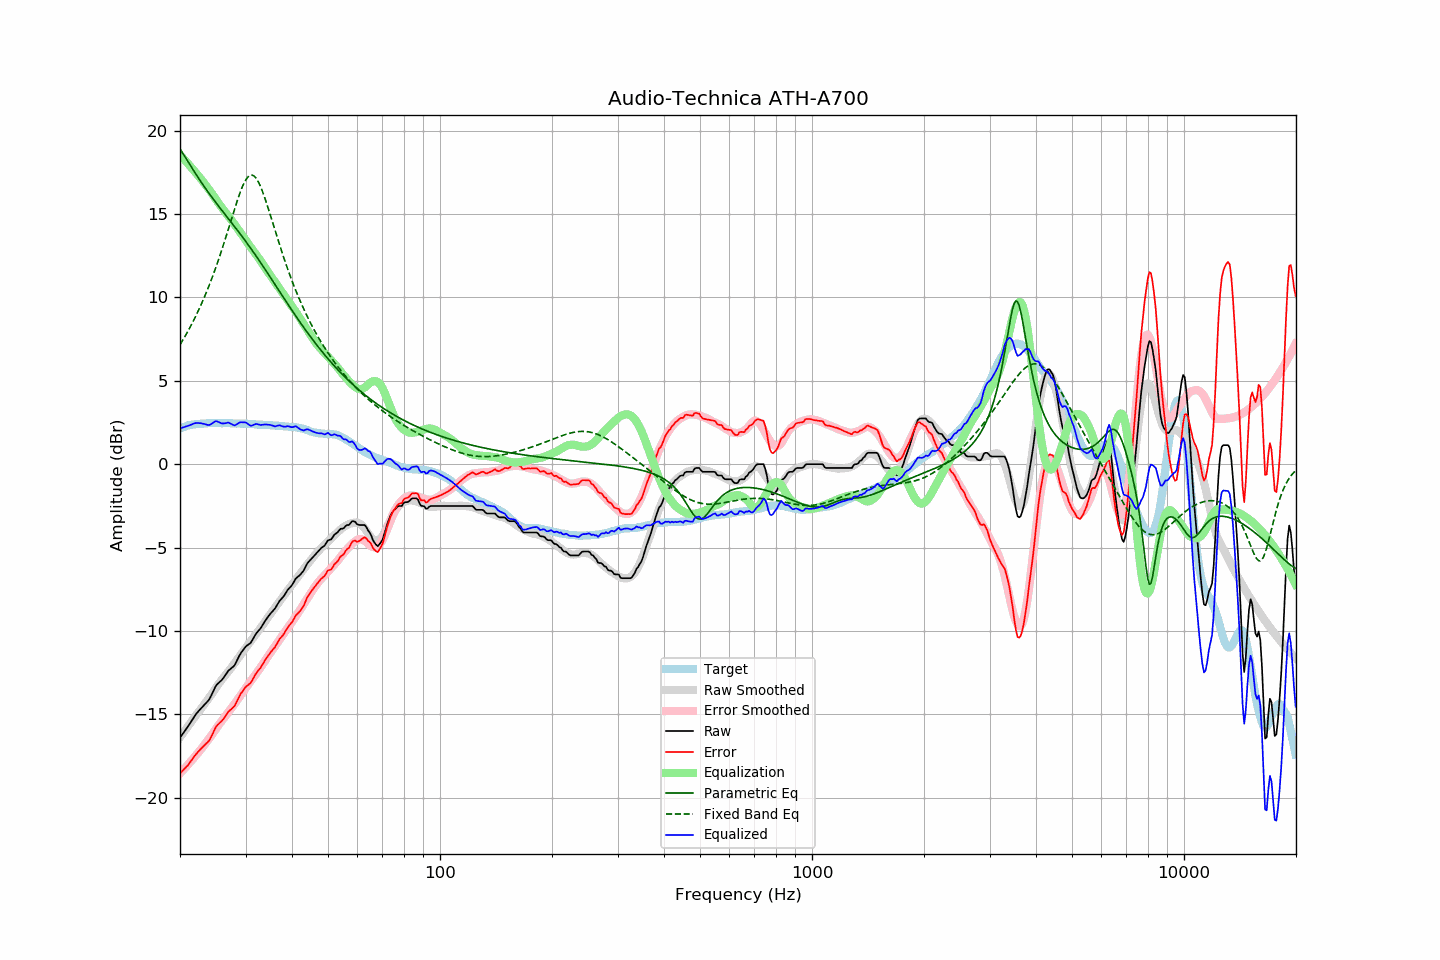 Audio-Technica ATH-A700
20
15
10
5
0
−5
−10
−15
−20
Amplitude (dBr)
Target
Raw Smoothed
Error Smoothed
Raw
Error
Equalization
Parametric Eq
Fixed Band Eq
Equalized
100 1000 10000
Frequency (Hz)